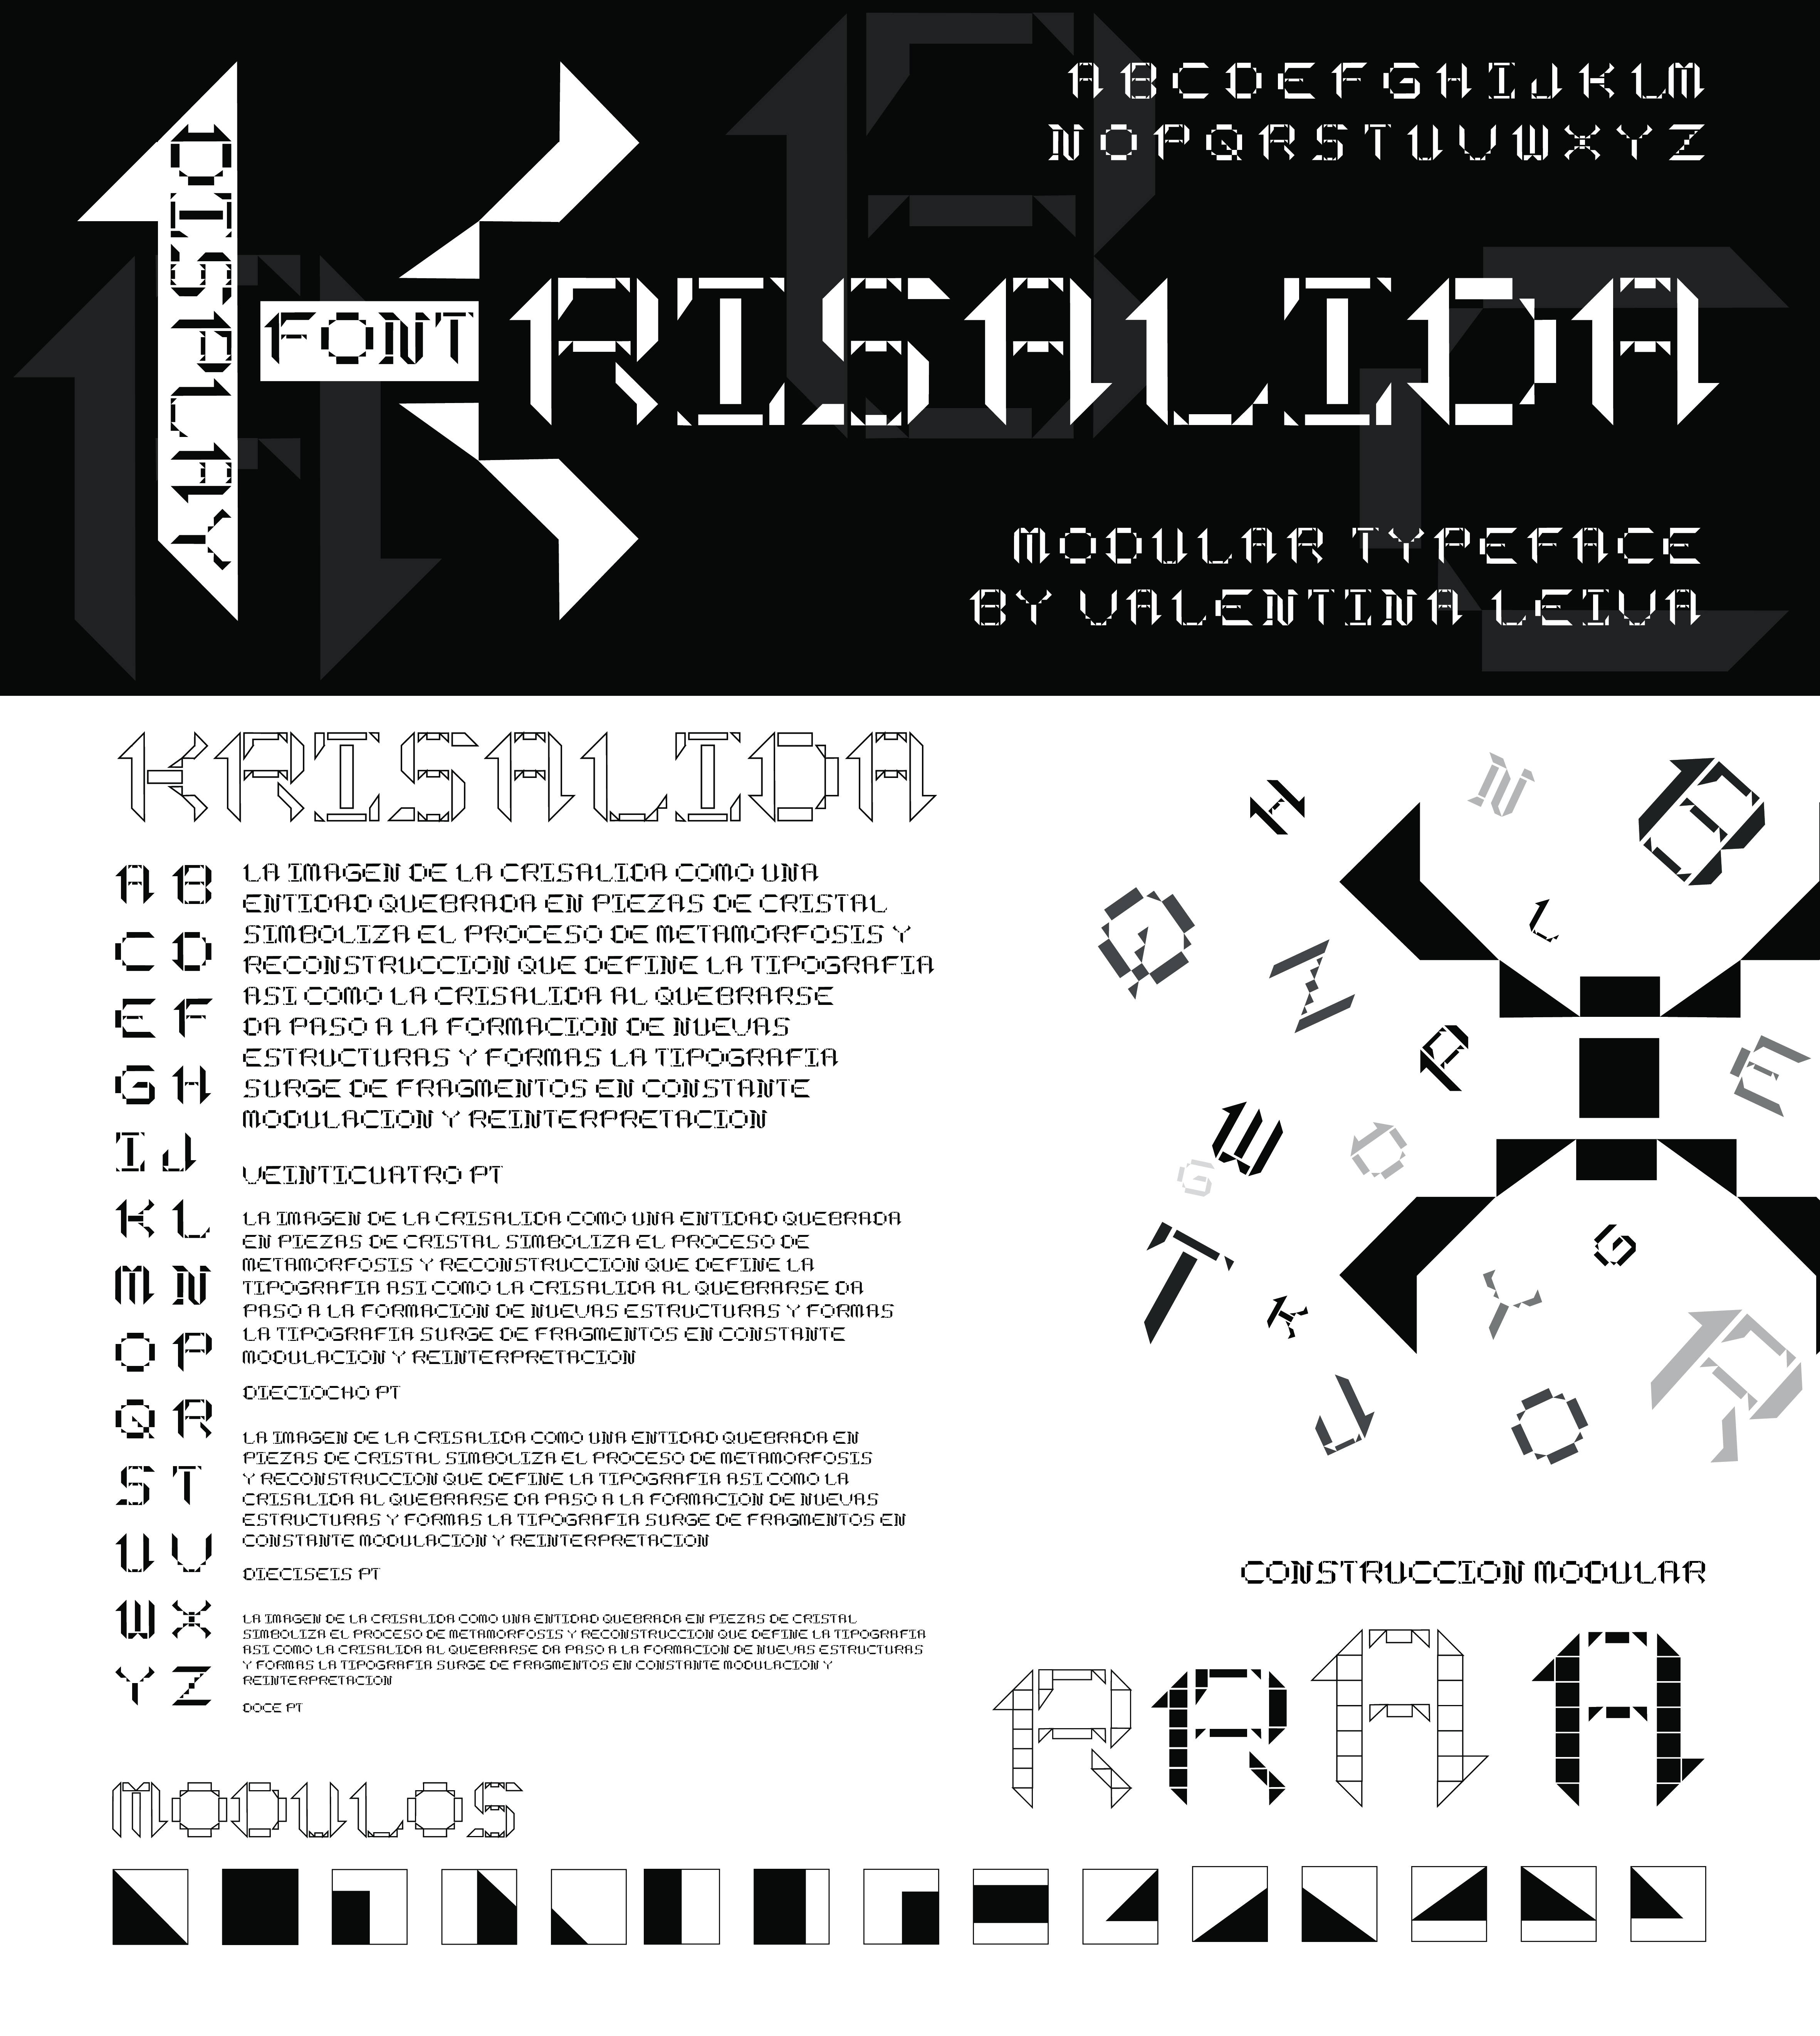 ABCDEFGHIJKLM
NOPQRSTUVWXYZ
DISPLAY
FONT
KRISALIDA
MODULAR TYPEFACE
BY VALENTINA LEIVA
KRISALIDA
A B
C D
E F
G H
I J
K L
M N
O P
Q R
S T
U V
W X
Y Z
LA IMAGEN DE LA CRISALIDA COMO UNA
ENTIDAD QUEBRADA EN PIEZAS DE CRISTAL
SIMBOLIZA EL PROCESO DE METAMORFOSIS Y
RECONSTRUCCION QUE DEFINE LA TIPOGRAFIA
ASI COMO LA CRISALIDA AL QUEBRARSE
DA PASO A LA FORMACION DE NUEVAS
ESTRUCTURAS Y FORMAS LA TIPOGRAFIA
SURGE DE FRAGMENTOS EN CONSTANTE
MODULACION Y REINTERPRETACION
VEINTICUATRO PT
LA IMAGEN DE LA CRISALIDA COMO UNA ENTIDAD QUEBRADA
EN PIEZAS DE CRISTAL SIMBOLIZA EL PROCESO DE
METAMORFOSIS Y RECONSTRUCCION QUE DEFINE LA
TIPOGRAFIA ASI COMO LA CRISALIDA AL QUEBRARSE DA
PASO A LA FORMACION DE NUEVAS ESTRUCTURAS Y FORMAS
LA TIPOGRAFIA SURGE DE FRAGMENTOS EN CONSTANTE
MODULACION Y REINTERPRETACION
DIECIOCHO PT
LA IMAGEN DE LA CRISALIDA COMO UNA ENTIDAD QUEBRADA EN
PIEZAS DE CRISTAL SIMBOLIZA EL PROCESO DE METAMORFOSIS
Y RECONSTRUCCION QUE DEFINE LA TIPOGRAFIA ASI COMO LA
CRISALIDA AL QUEBRARSE DA PASO A LA FORMACION DE NUEVAS
ESTRUCTURAS Y FORMAS LA TIPOGRAFIA SURGE DE FRAGMENTOS EN
CONSTANTE MODULACION Y REINTERPRETACION
DIECISEIS PT
LA IMAGEN DE LA CRISALIDA COMO UNA ENTIDAD QUEBRADA EN PIEZAS DE CRISTAL
SIMBOLIZA EL PROCESO DE METAMORFOSIS Y RECONSTRUCCION QUE DEFINE LA TIPOGRAFIA
ASI COMO LA CRISALIDA AL QUEBRARSE DA PASO A LA FORMACION DE NUEVAS ESTRUCTURAS
Y FORMAS LA TIPOGRAFIA SURGE DE FRAGMENTOS EN CONSTANTE MODULACION Y
REINTERPRETACION
DOCE PT
H
N
B
Q
L
Z
P
E
W
D
G
S
T
K
Y
R
J
O
X
CONSTRUCCION MODULAR
R R A A
MODULOS